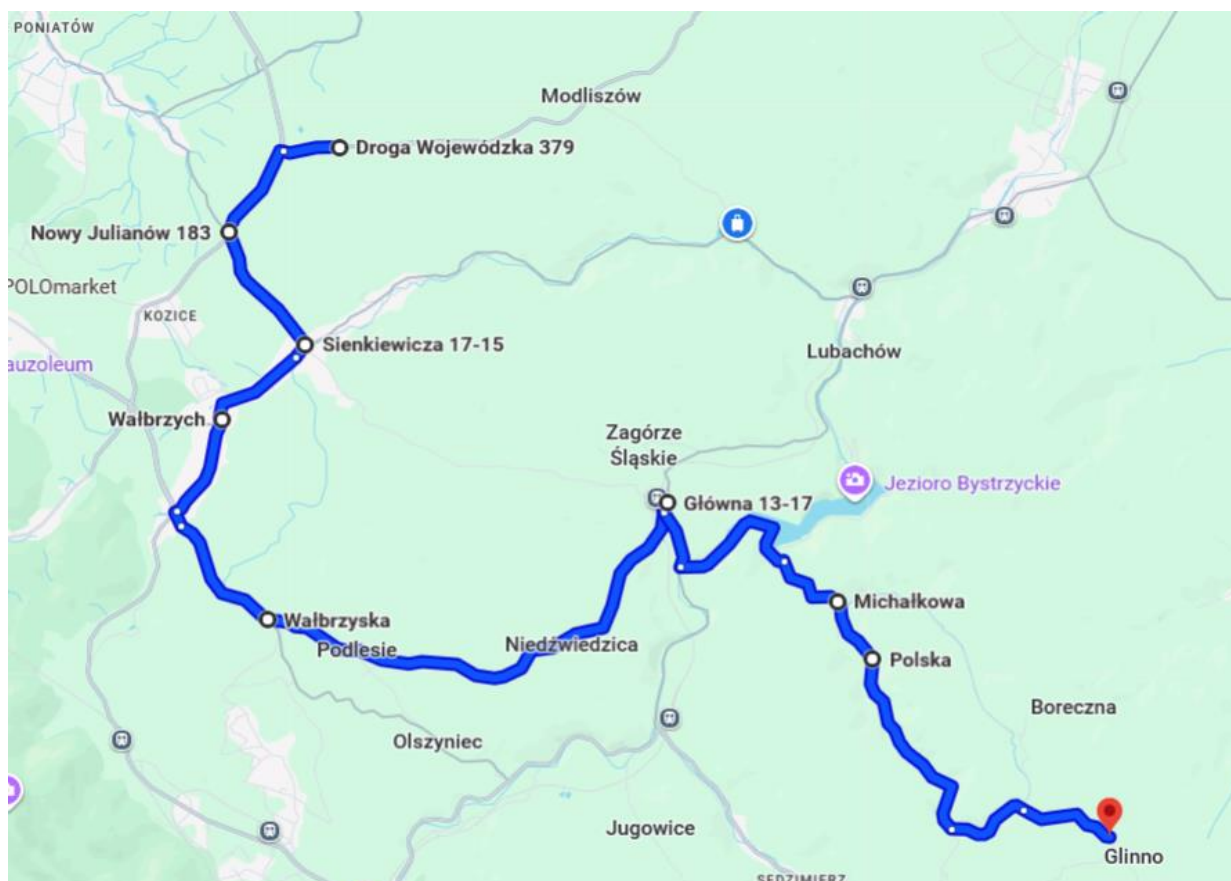 PONIATÓW
Modliszów
Droga Wojewódzka 379
Nowy Julianów 183
POLOmarket
KOZICE
Sienkiewicza 17-15
auzoleum
Lubachów
Wałbrzych
Zagórze
Śląskie
Jezioro Bystrzyckie
Główna 13-17
Michałkowa
Wałbrzyska
Podlesie
Niedźwiedzica
Polska
Boreczna
Olszyniec
Jugowice
Glinno
SĘDZIMIERZ